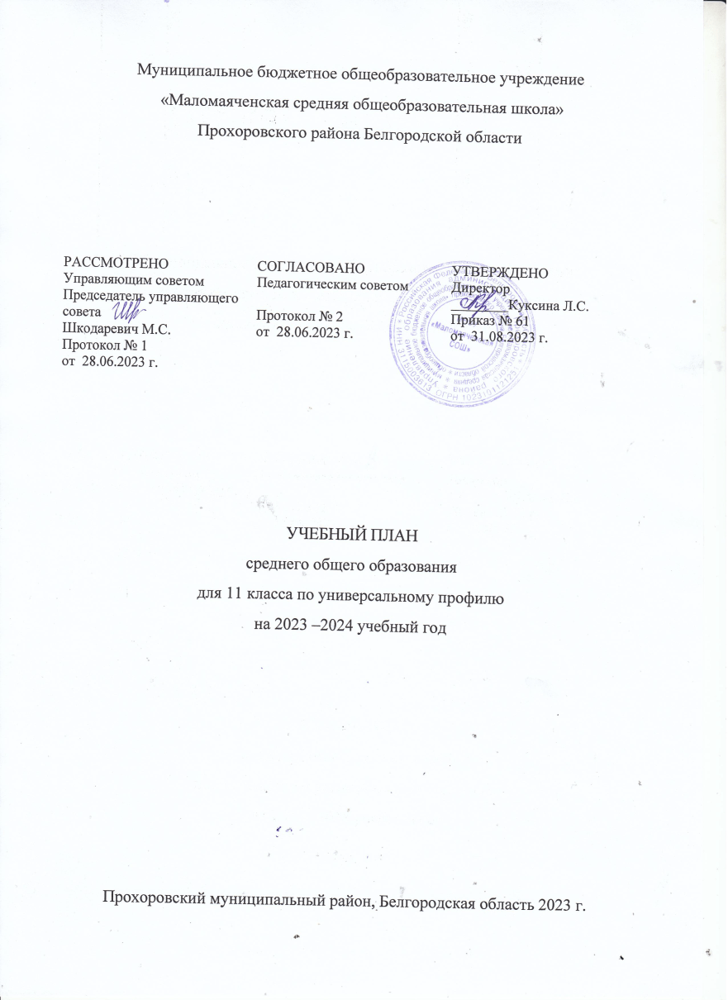 Муниципальное бюджетное общеобразовательное учреждение
«Маломаяченская средняя общеобразовательная школа»
Прохоровского района Белгородской области
РАССМОТРЕНО
Управляющим советом
Председатель управляющего
совета
Шкодаревич М.С.
Протокол № 1
от 28.06.2023 г.
СОГЛАСОВАНО
Педагогическим советом
Протокол № 2
от 28.06.2023 г.
УТВЕРЖДЕНО
Директор
________Куксина Л.С.
Приказ № 61
от 31.08.2023 г.
«Маломаяченская
СОШ»
УЧЕБНЫЙ ПЛАН
среднего общего образования
для 11 класса по универсальному профилю
на 2023 –2024 учебный год
Прохоровский муниципальный район, Белгородская область 2023 г.